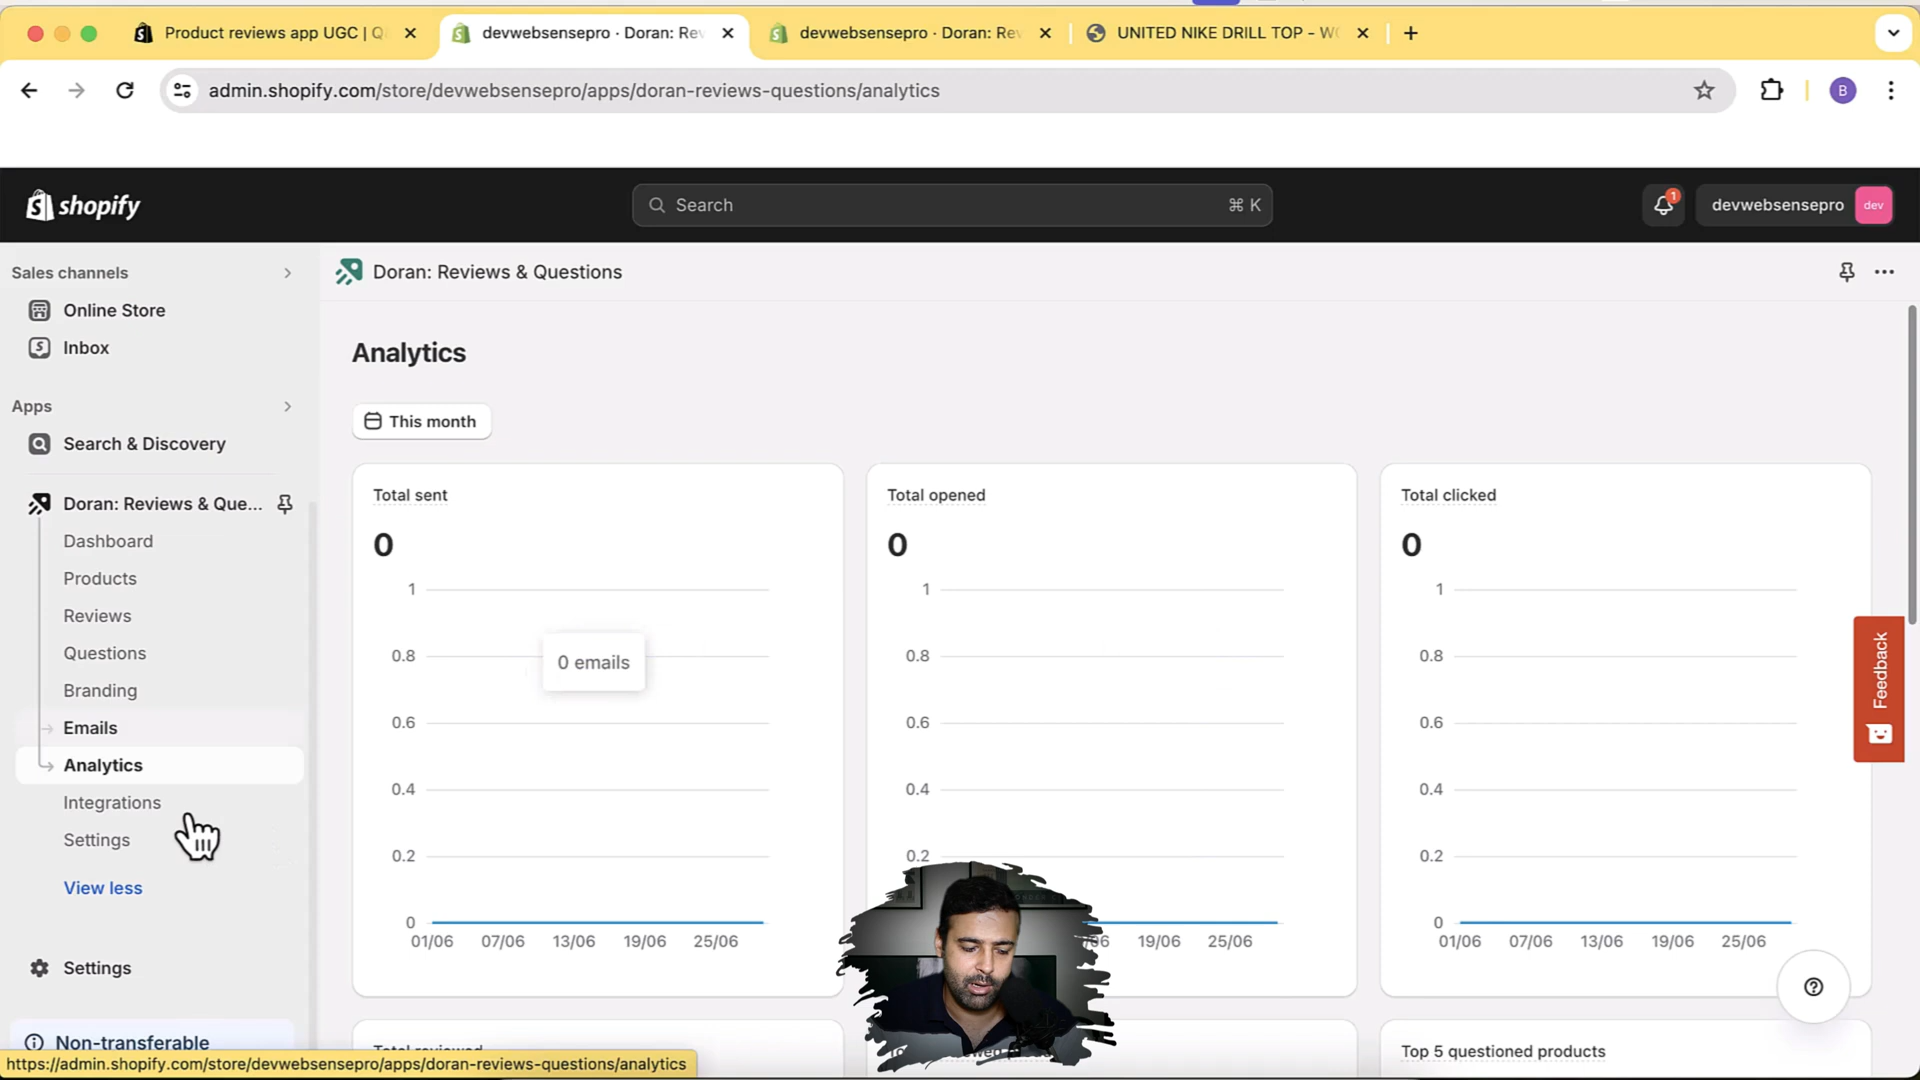 Product reviews app UGC | Q
devwebsensepro · Doran: Rev
devwebsensepro · Doran: Rev
UNITED NIKE DRILL TOP - WO
admin.shopify.com/store/devwebsensepro/apps/doran-reviews-questions/analytics
B
shopify
Search
⌘ K
1
devwebsensepro
dev
Sales channels
Online Store
Inbox
Apps
Search & Discovery
Doran: Reviews & Que...
Dashboard
Products
Reviews
Questions
Branding
Emails
Analytics
Integrations
Settings
View less
Settings
Non-transferable
https://admin.shopify.com/store/devwebsensepro/apps/doran-reviews-questions/analytics
Doran: Reviews & Questions
Analytics
This month
Total sent
0
1
0.8
0.6
0.4
0.2
0
01/06 07/06 13/06 19/06 25/06
0 emails
Total opened
0
1
0.8
0.6
0.4
0.2
19/06 25/06
Total clicked
0
1
0.8
0.6
0.4
0.2
0
01/06 07/06 13/06 19/06 25/06
Total reviewed
Top 5 questioned products
Feedback